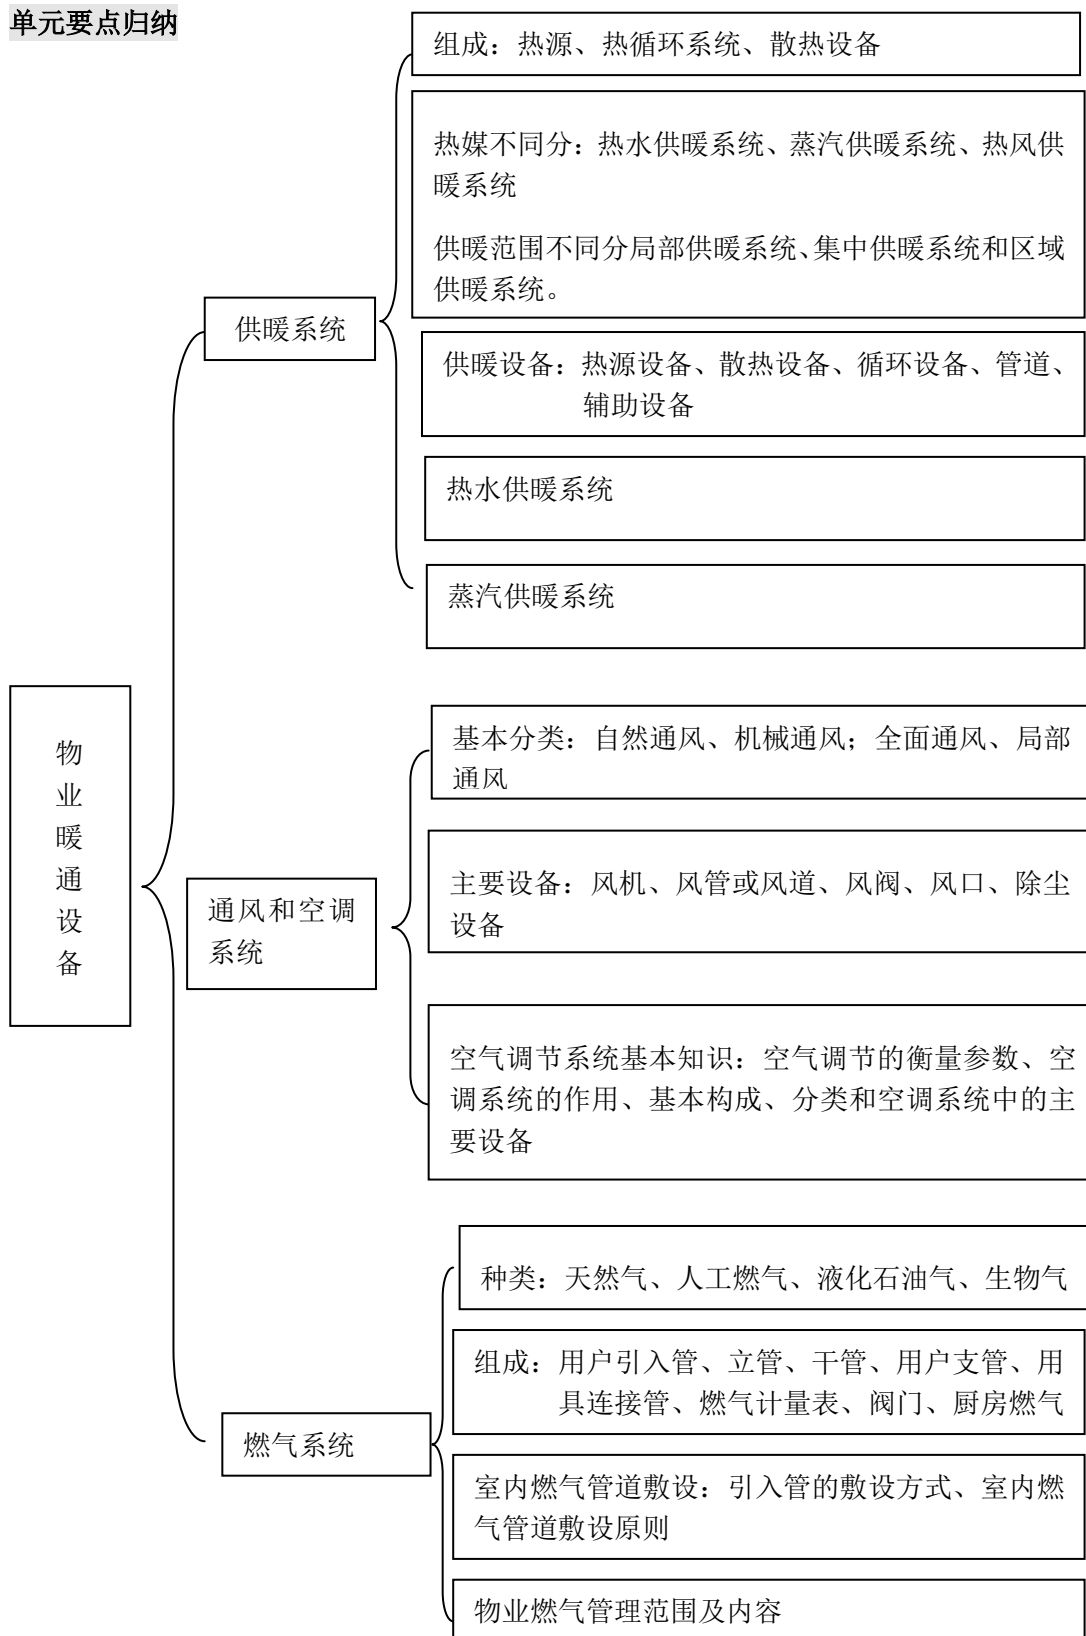 单元要点归纳
组成：热源、热循环系统、散热设备
热媒不同分：热水供暖系统、蒸汽供暖系统、热风供
暖系统
供暖范围不同分局部供暖系统、集中供暖系统和区域
供暖系统。
供暖系统
供暖设备：热源设备、散热设备、循环设备、管道、
辅助设备
热水供暖系统
蒸汽供暖系统
物
业
暖
通
设
备
基本分类：自然通风、机械通风；全面通风、局部
通风
主要设备：风机、风管或风道、风阀、风口、除尘
设备
通风和空调
系统
空气调节系统基本知识：空气调节的衡量参数、空
调系统的作用、基本构成、分类和空调系统中的主
要设备
种类：天然气、人工燃气、液化石油气、生物气
组成：用户引入管、立管、干管、用户支管、用
具连接管、燃气计量表、阀门、厨房燃气
燃气系统
室内燃气管道敷设：引入管的敷设方式、室内燃
气管道敷设原则
物业燃气管理范围及内容